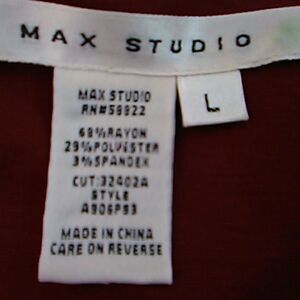 MAX STUDIO
L
MAX STUDIO
RN#58822
68%RAYON
29%POLYESTER
3%SPANDEX
CUT:32402A
STYLE
A906P93
MADE IN CHINA
CARE ON REVERSE